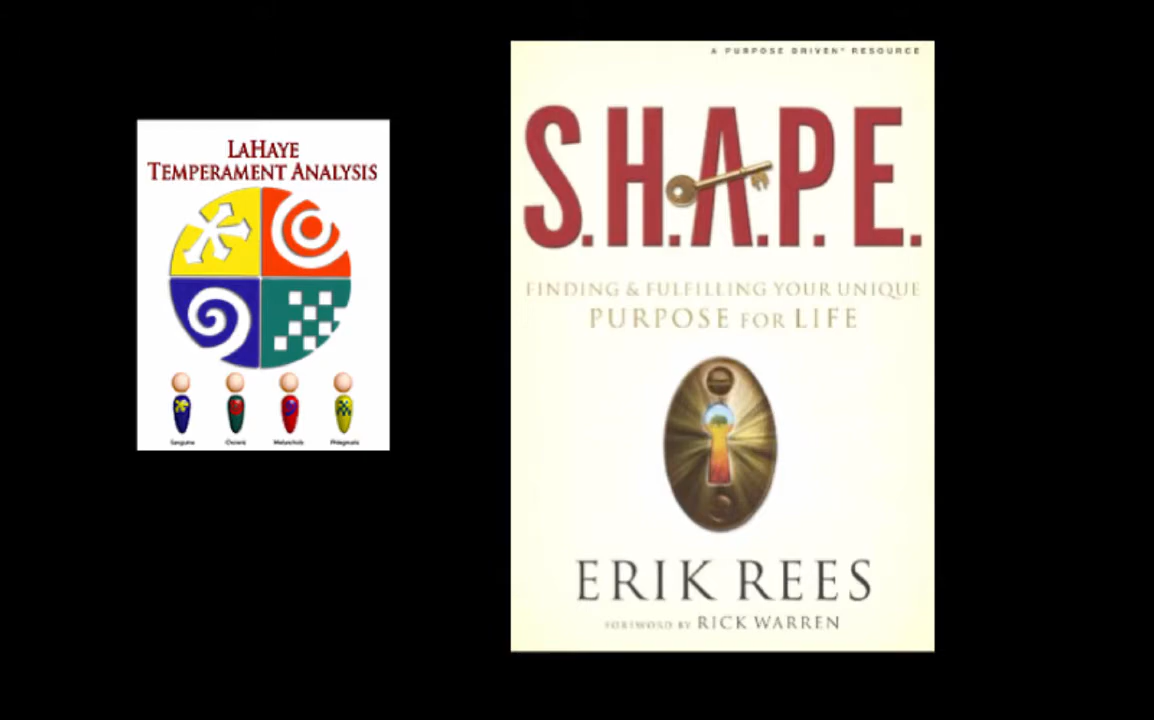 LAHAYE
TEMPERAMENT ANALYSIS
Sanguine
Choleric
Melancholy
Phlegmatic
A PURPOSE DRIVEN® RESOURCE
S.H.A.P.E.
FINDING & FULFILLING YOUR UNIQUE
PURPOSE FOR LIFE
ERIK REES
FOREWORD BY RICK WARREN